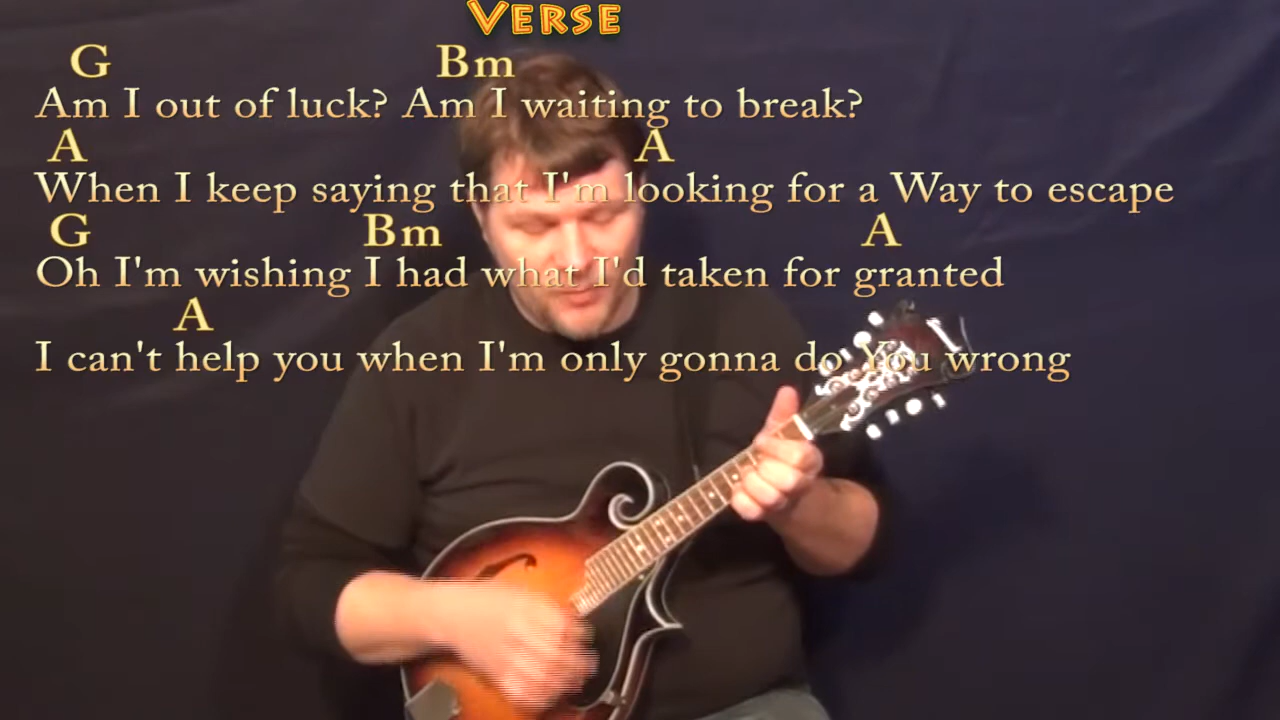 VERSE
G Bm
Am I out of luck? Am I waiting to break?
A A
When I keep saying that I'm looking for a Way to escape
G Bm A
Oh I'm wishing I had what I'd taken for granted
A
I can't help you when I'm only gonna do You wrong